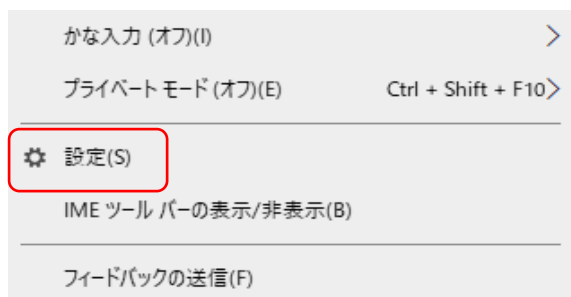 かな入力 (オフ)(I)
プライベート モード (オフ)(E) Ctrl + Shift + F10
設定(S)
IME ツール バーの表示/非表示(B)
フィードバックの送信(F)